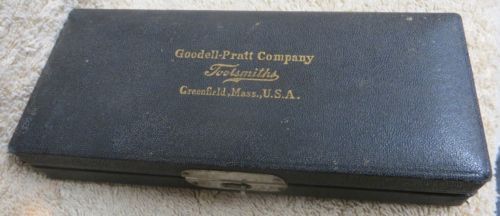 Goodell-Pratt Company
Toolsmiths
Greenfield, Mass., U.S.A.